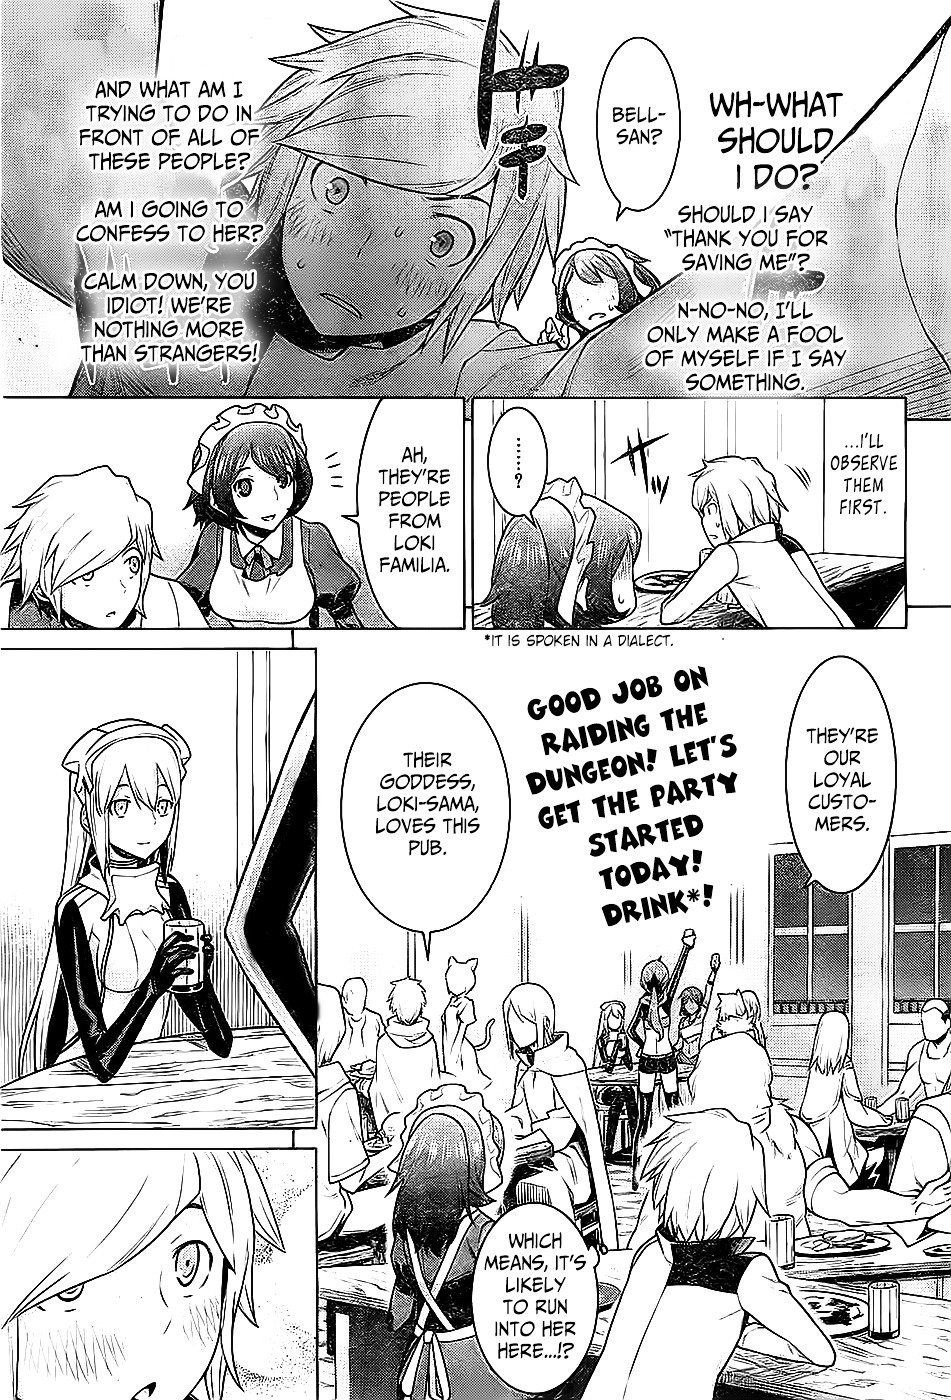 WH-WHAT
SHOULD
I DO?
SHOULD I SAY
"THANK YOU FOR
SAVING ME"?
N-NO-NO, I'LL
ONLY MAKE A FOOL
OF MYSELF IF I SAY
SOMETHING.
BELL-
SAN?
AND WHAT AM I
TRYING TO DO IN
FRONT OF ALL OF
THESE PEOPLE?
AM I GOING TO
CONFESS TO HER?
CALM DOWN, YOU
IDIOT! WE'RE
NOTHING MORE
THAN STRANGERS!
...I'LL
OBSERVE
THEM
FIRST.
.......?
AH,
THEY'RE
PEOPLE
FROM
LOKI
FAMILIA.
*IT IS SPOKEN IN A DIALECT.
THEY'RE
OUR
LOYAL
CUSTO-
MERS.
GOOD JOB ON
RAIDING THE
DUNGEON! LET'S
GET THE PARTY
STARTED
TODAY!
DRINK*!
THEIR
GODDESS,
LOKI-SAMA,
LOVES THIS
PUB.
WHICH
MEANS, IT'S
LIKELY
TO RUN
INTO HER
HERE...!?